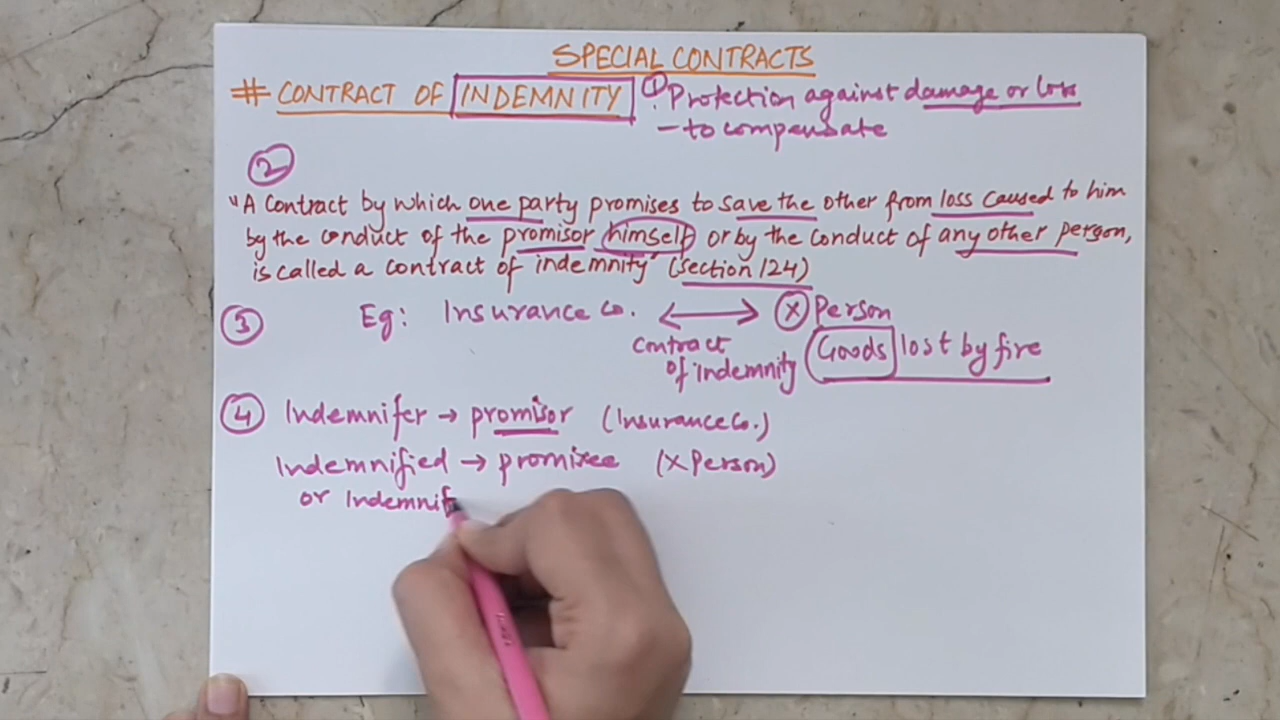 SPECIAL CONTRACTS
# CONTRACT OF INDEMNITY
① Protection against damage or loss
- to compensate
②
"A Contract by which one party promises to save the other from loss caused to him
by the conduct of the promisor himself or by the conduct of any other person,
is called a contract of indemnity" (Section 124)
③ Eg: Insurance Co. ⟷ Ⓧ Person
Contract of indemnity
Goods lost by fire
④ Indemnifer → promisor (Insurance Co.)
Indemnified → promisee (X Person)
or Indemnif